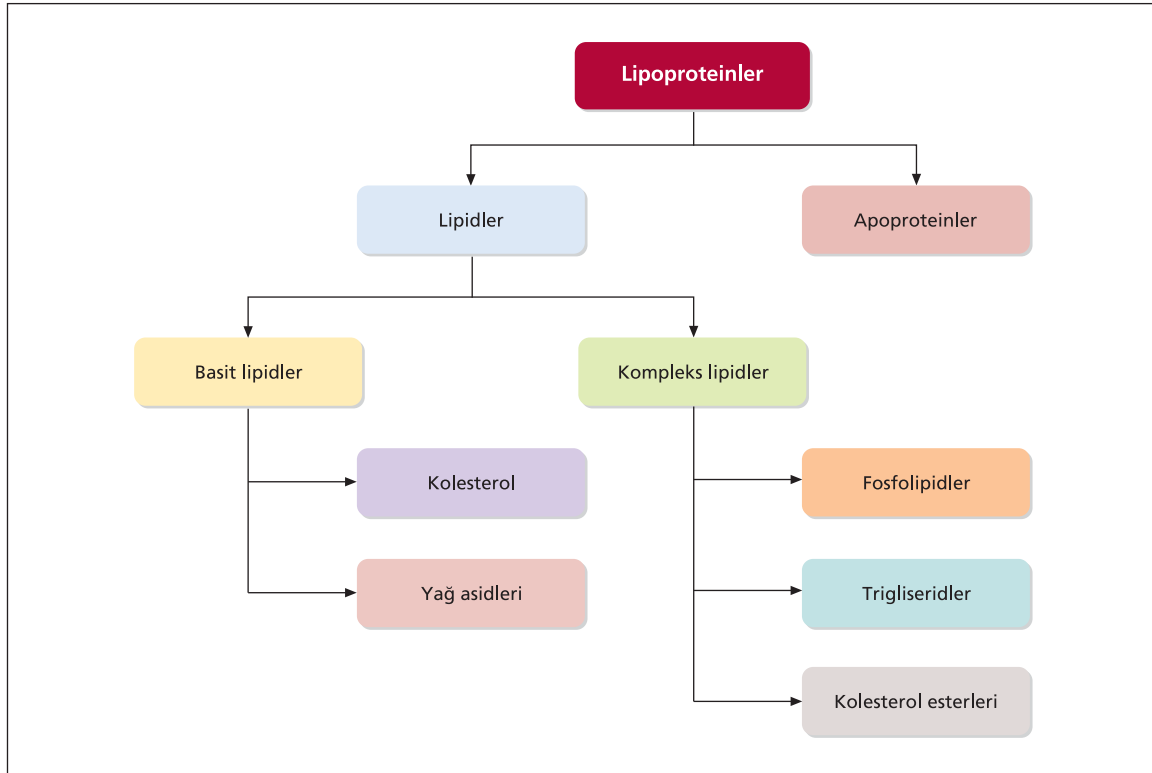 Lipoproteinler
Lipidler
Apoproteinler
Basit lipidler
Kompleks lipidler
Kolesterol
Fosfolipidler
Yağ asidleri
Trigliseridler
Kolesterol esterleri